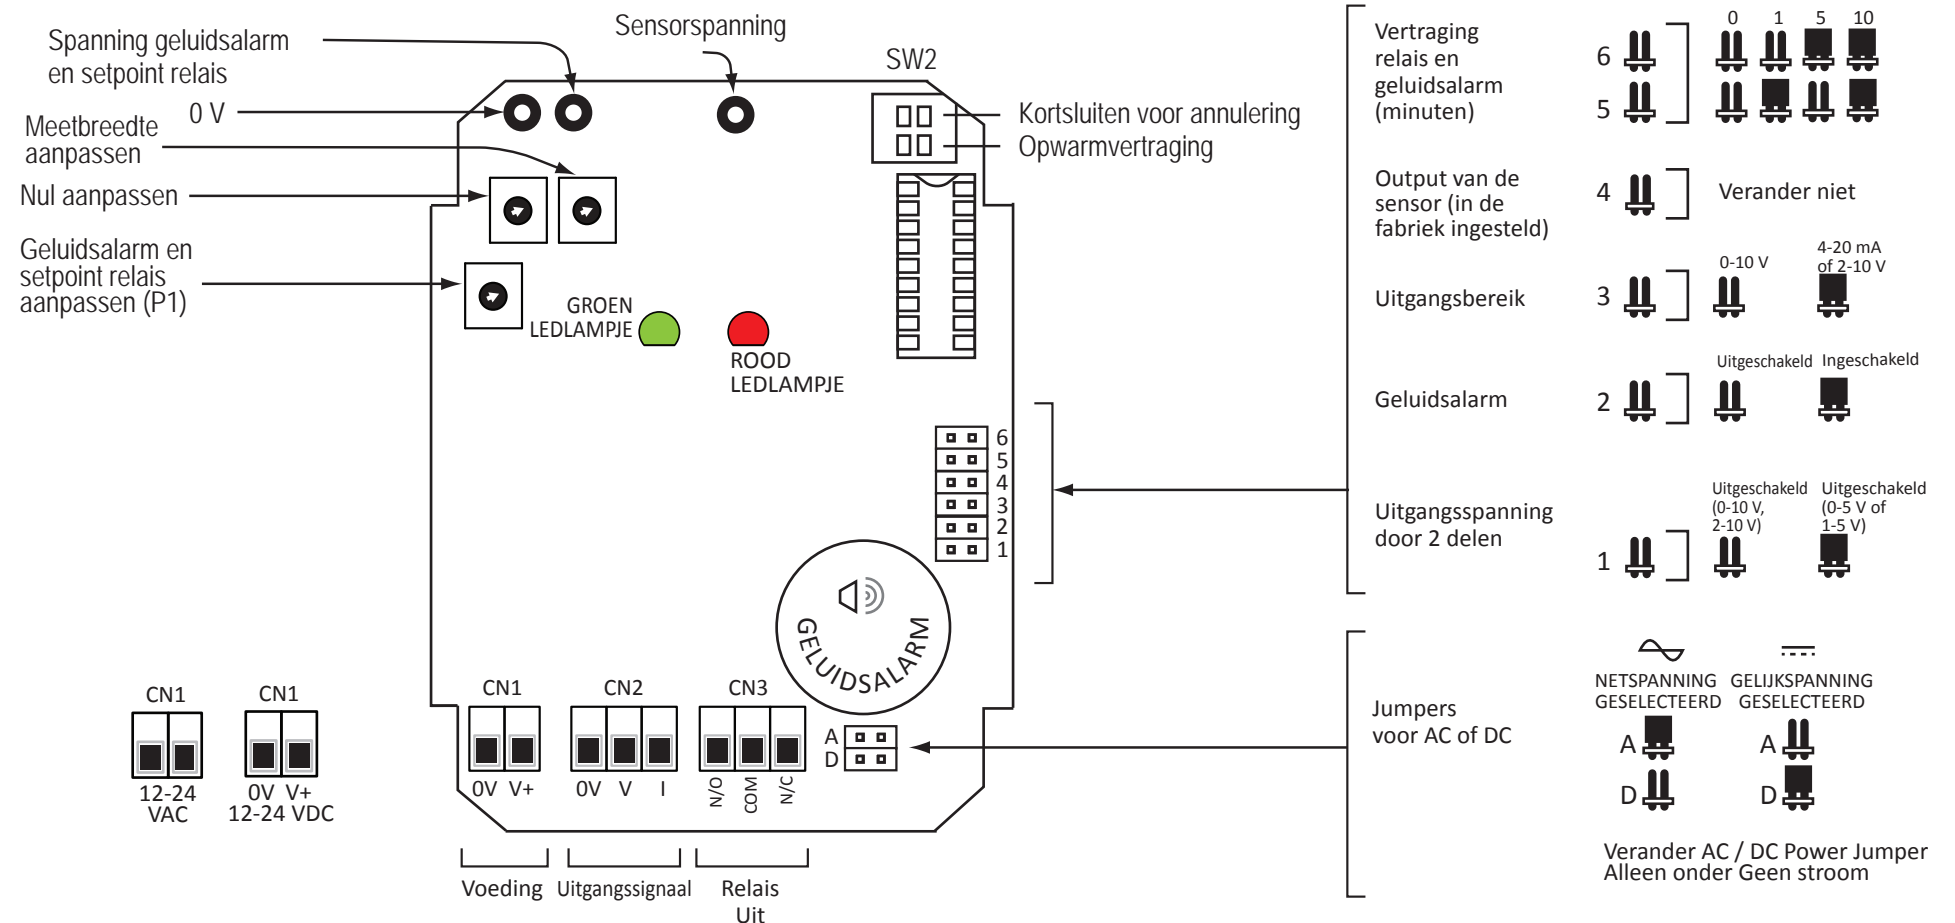 Spanning geluidsalarm
en setpoint relais
0 V
Meetbreedte
aanpassen
Nul aanpassen
Geluidsalarm en
setpoint relais
aanpassen (P1)
Sensorspanning
SW2
Kortsluiten voor annulering
Opwarmvertraging
GROEN
LEDLAMPJE
ROOD
LEDLAMPJE
6
5
4
3
2
1
GELUIDSALARM
CN1
12-24
VAC
CN1
0V V+
12-24 VDC
CN1
0V V+
CN2
0V V I
CN3
N/O COM N/C
A
D
Voeding
Uitgangssignaal
Relais
Uit
Vertraging
relais en
geluidsalarm
(minuten)
6
5
0 1 5 10
Output van de
sensor (in de
fabriek ingesteld)
4
Verander niet
Uitgangsbereik
3
0-10 V
4-20 mA
of 2-10 V
Geluidsalarm
2
Uitgeschakeld
Ingeschakeld
Uitgangsspanning
door 2 delen
1
Uitgeschakeld
(0-10 V,
2-10 V)
Uitgeschakeld
(0-5 V of
1-5 V)
Jumpers
voor AC of DC
NETSPANNING
GESELECTEERD
A
D
GELIJKSPANNING
GESELECTEERD
A
D
Verander AC / DC Power Jumper
Alleen onder Geen stroom